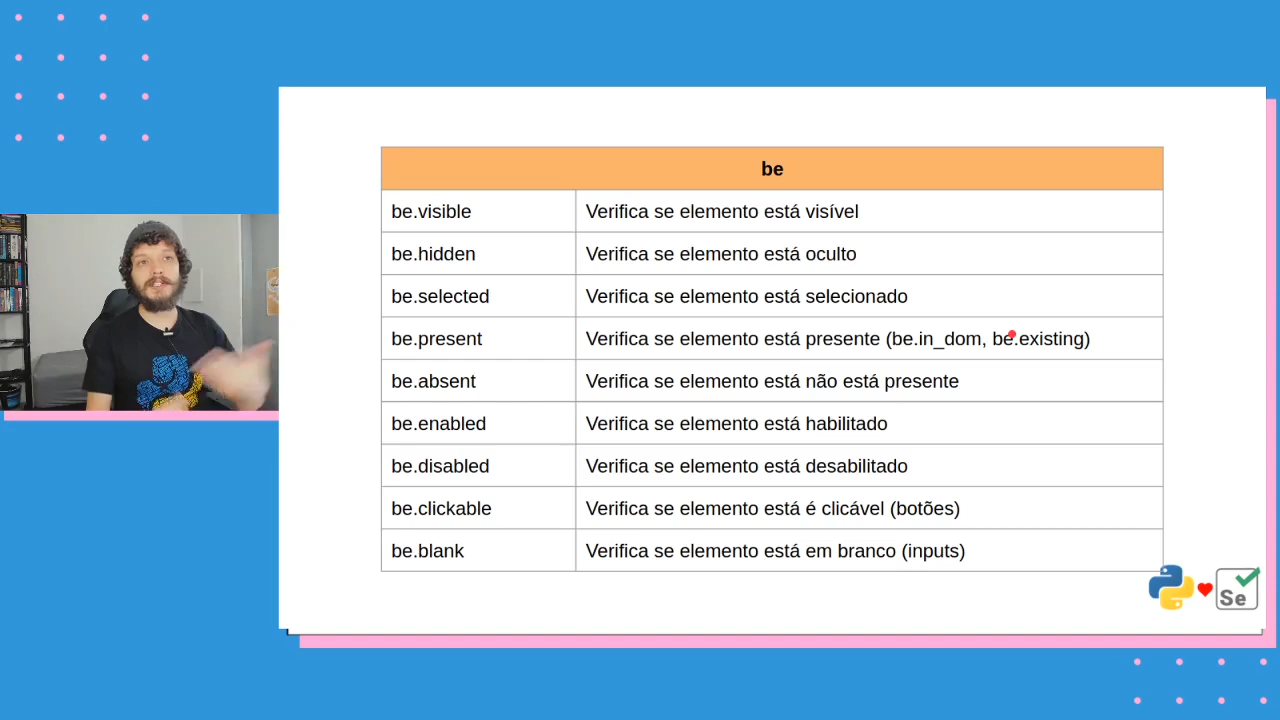 be
be.visible Verifica se elemento está visível
be.hidden Verifica se elemento está oculto
be.selected Verifica se elemento está selecionado
be.present Verifica se elemento está presente (be.in_dom, be.existing)
be.absent Verifica se elemento está não está presente
be.enabled Verifica se elemento está habilitado
be.disabled Verifica se elemento está desabilitado
be.clickable Verifica se elemento está é clicável (botões)
be.blank Verifica se elemento está em branco (inputs)
Se